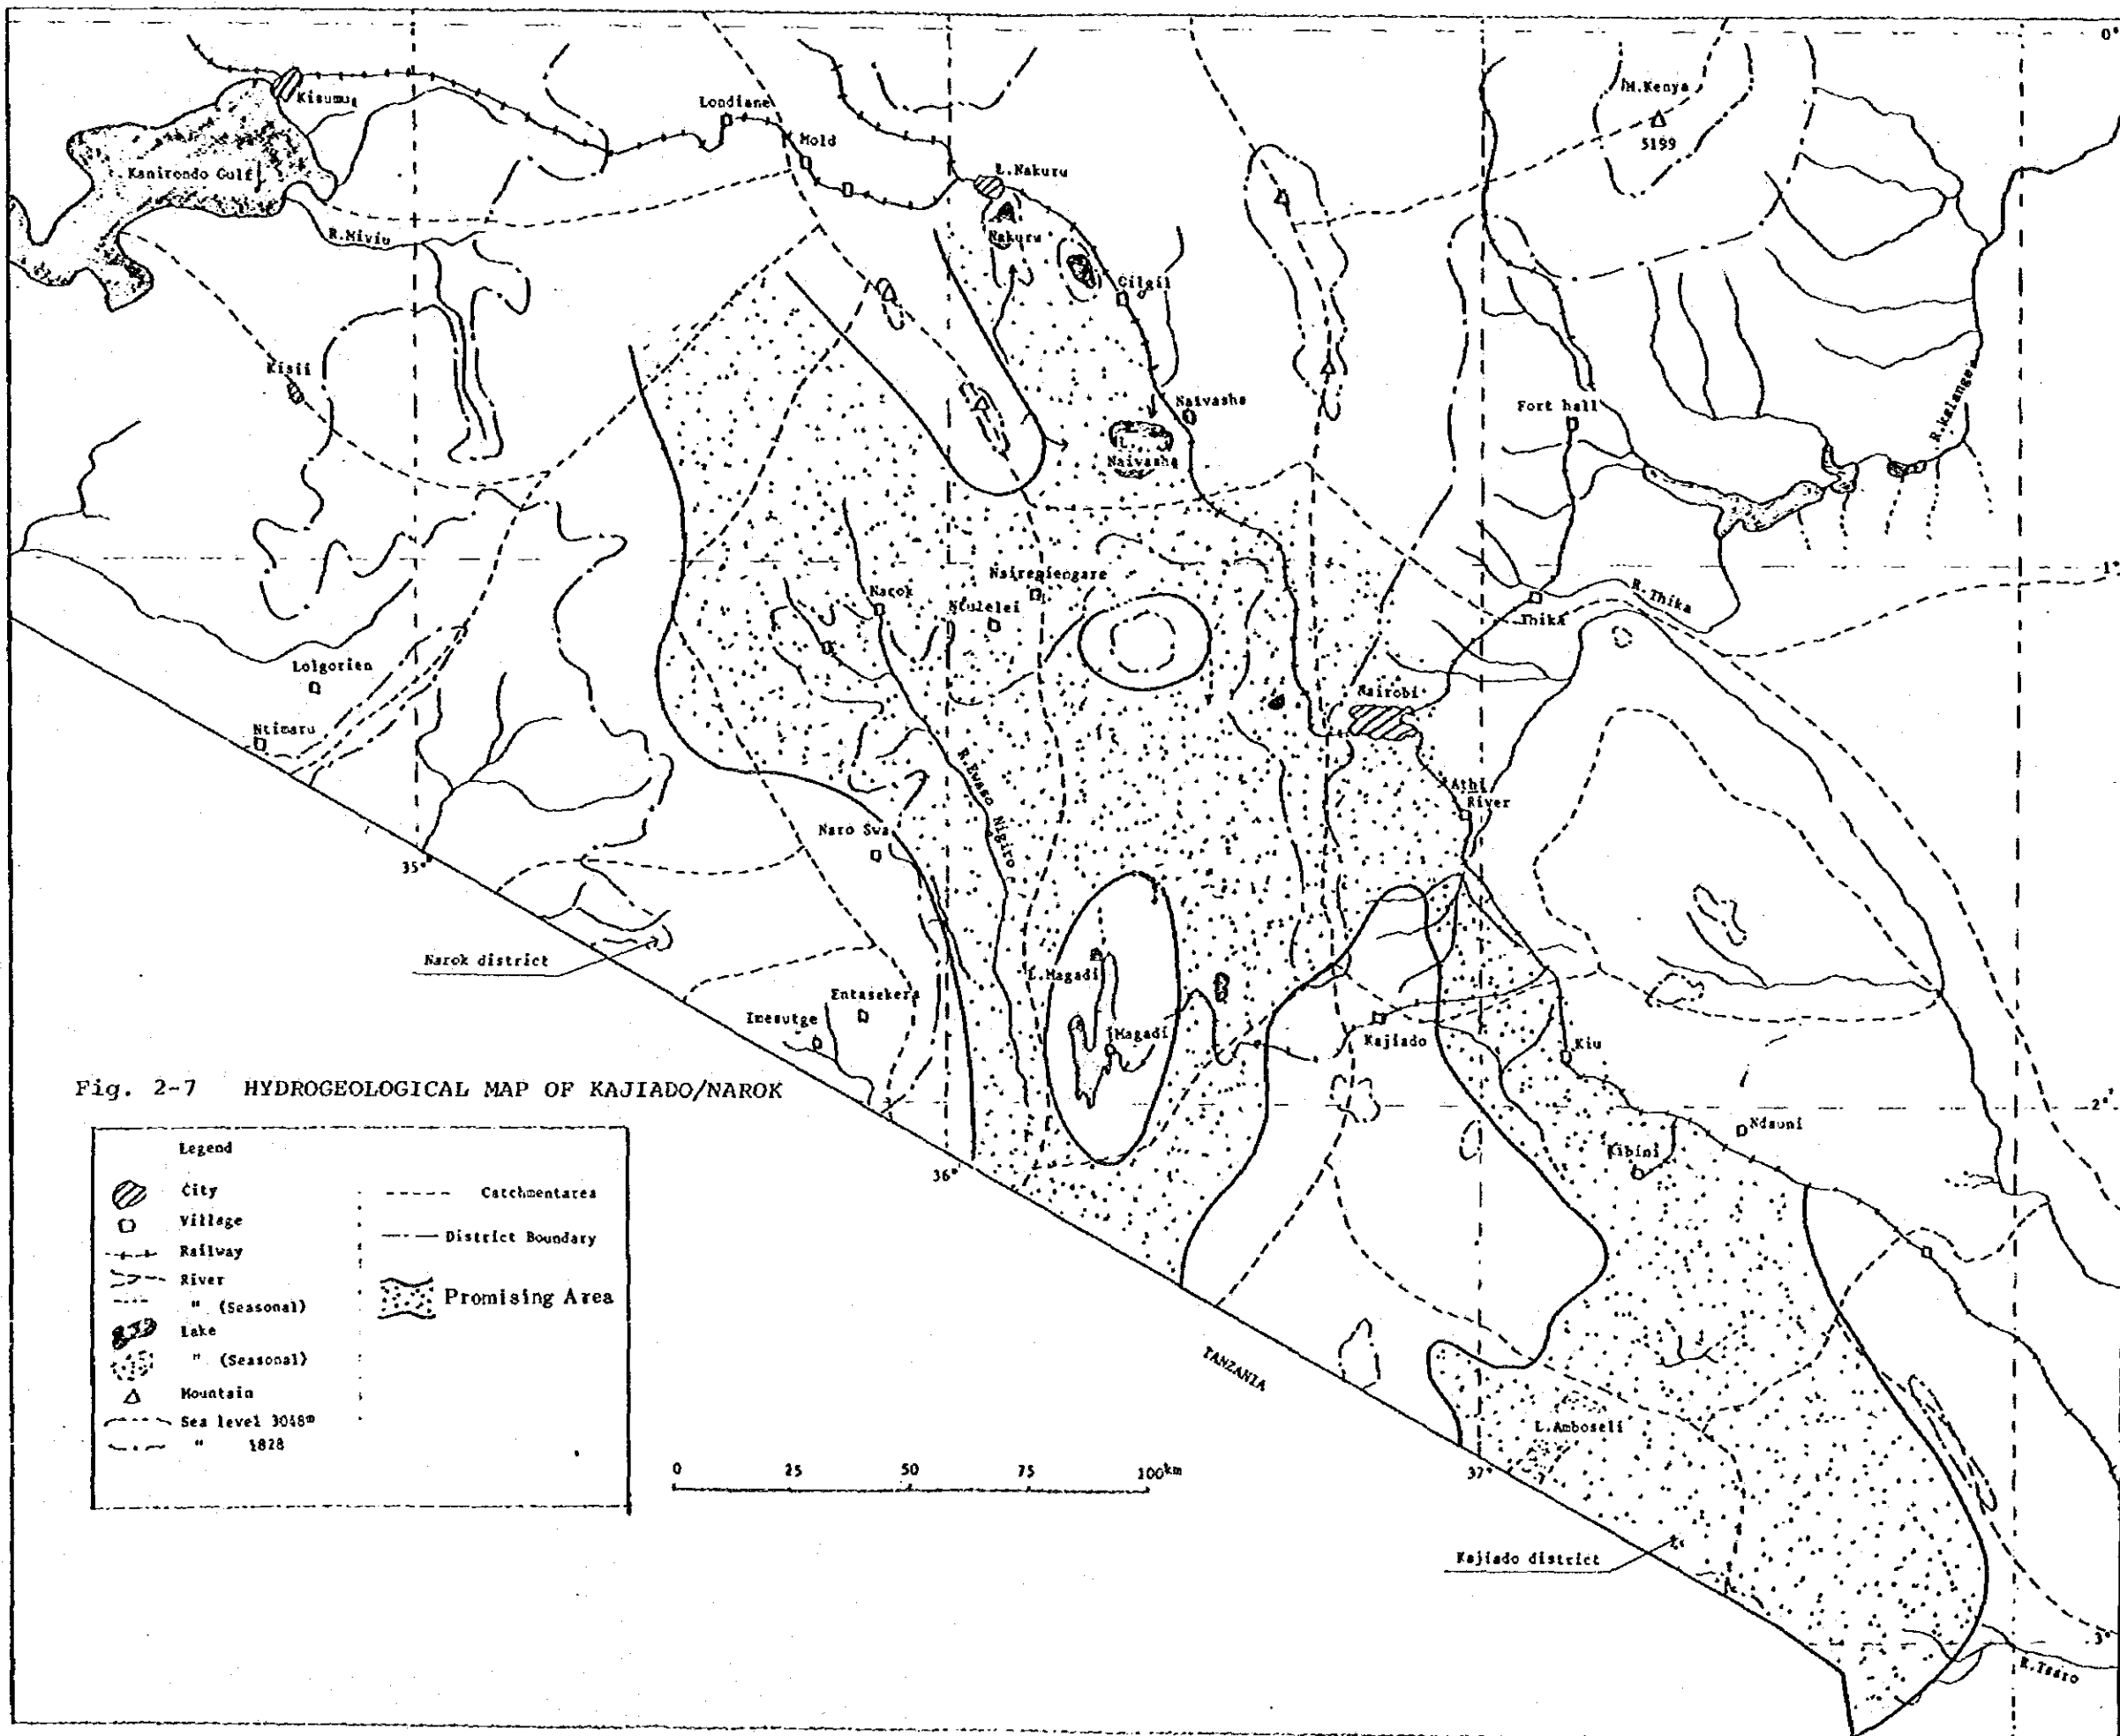 0°
Kisumu
Londiane
M.Kenya
5199
Mold
Kanirondo Gulf
L.Nakuru
R.Miviu
Nakuru
Gilgil
Kisii
Naivasha
Fort hall
R.kalange
L.
Naivasha
1°
Narok
Ntulelei
R.Thika
Thika
Lolgorien
Nairobi
Ntimaru
R.Ewaso Nigiro
Athi
River
Naro Swa
35°
Narok district
L.Magadi
Entasekera
Imesutge
Magadi
Kajiado
Kiu
Fig. 2-7 HYDROGEOLOGICAL MAP OF KAJIADO/NAROK
2°
Ndauni
Kibini
36°
Legend
City
Village
Railway
River
" (Seasonal)
Lake
" (Seasonal)
Mountain
Sea level 3048m
" 1828
Catchmentarea
District Boundary
Promising Area
TANZANIA
L.Amboseli
0 25 50 75 100km
37°
Kajiado district
3°
R.Tsavo